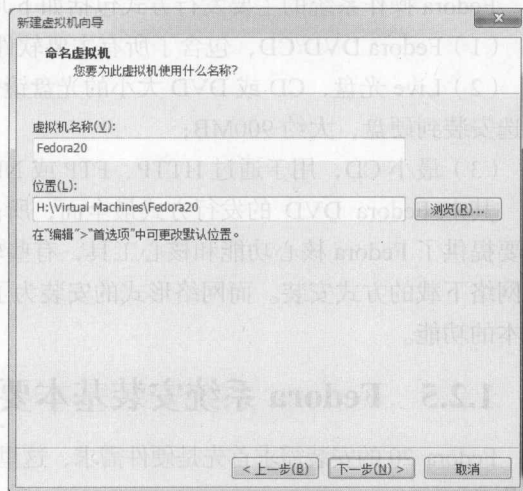 新建虚拟机向导
命名虚拟机
您要为此虚拟机使用什么名称?
虚拟机名称(V):
Fedora20
位置(L):
H:\Virtual Machines\Fedora20
浏览(R)...
在"编辑">"首选项"中可更改默认位置。
< 上一步(B)
下一步(N) >
取消